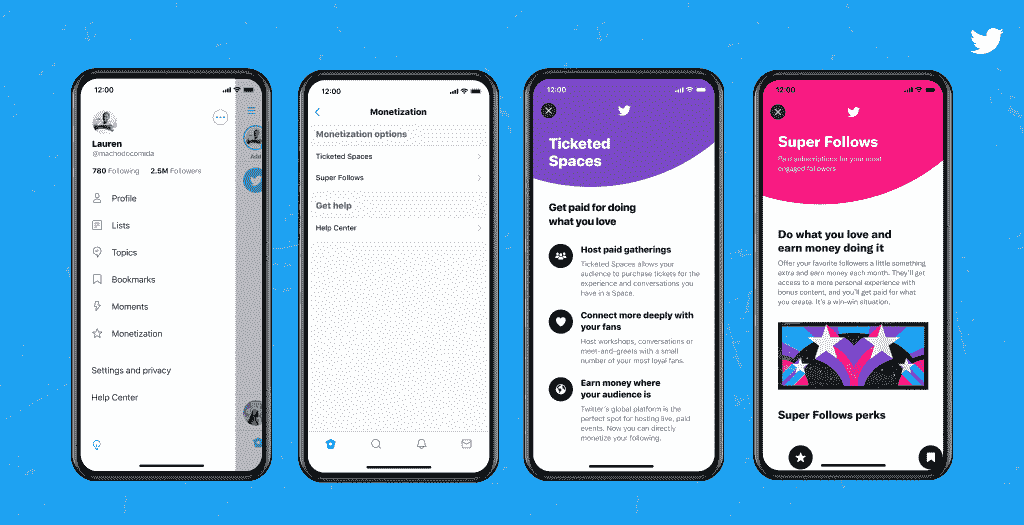 12:00
Lauren
@machodocomida
780 Following 2.5M Followers
Profile
Lists
Topics
Bookmarks
Moments
Monetization
Settings and privacy
Help Center
12:00
Monetization
Monetization options
Ticketed Spaces
Super Follows
Get help
Help Center
12:00
Ticketed
Spaces
Get paid for doing
what you love
Host paid gatherings
Ticketed Spaces allows your
audience to purchase tickets for the
experience and conversations you
have in a Space.
Connect more deeply with
your fans
Host workshops, conversations or
meet-and-greets with a small
number of your most loyal fans.
Earn money where
your audience is
Twitter's global platform is the
perfect spot for hosting live, paid
events. Now you can directly
monetize your following.
12:00
Super Follows
Paid subscriptions for your most
engaged followers
Do what you love and
earn money doing it
Offer your favorite followers a little something
extra and earn money each month. They'll get
access to a more personal experience with
bonus content, and you'll get paid for what
you create. It's a win-win situation.
Super Follows perks